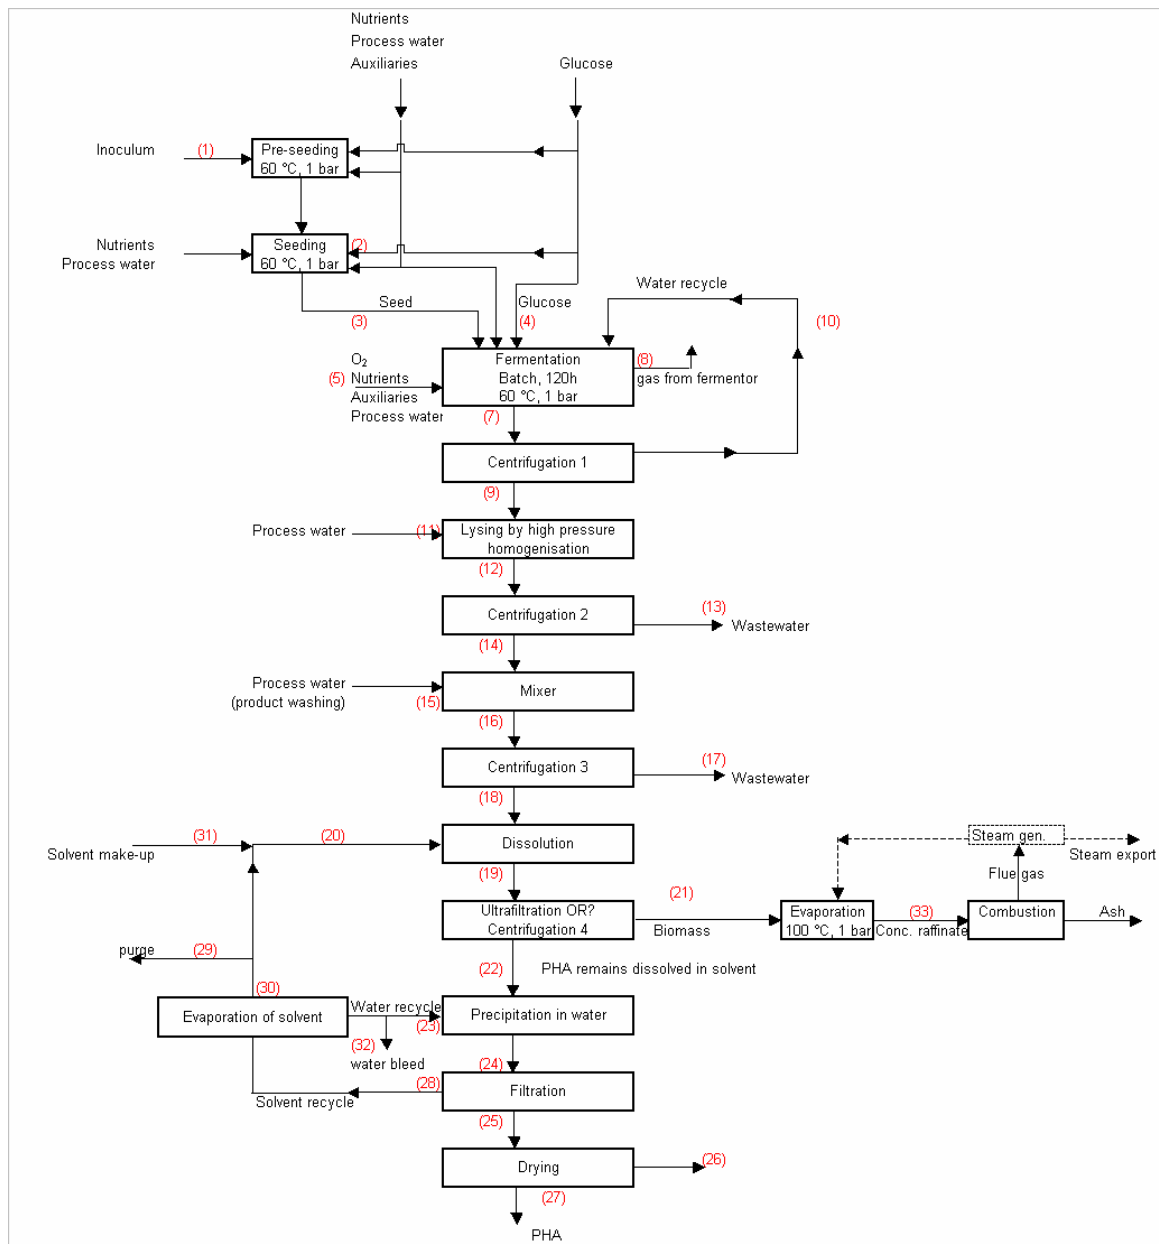 Nutrients
Process water
Auxiliaries
Glucose
Inoculum
(1)
Pre-seeding
60 °C, 1 bar
Nutrients
Process water
Seeding
60 °C, 1 bar
(2)
Seed
(3)
Glucose
(4)
Water recycle
(10)
O₂
(5) Nutrients
Auxiliaries
Process water
Fermentation
Batch, 120h
60 °C, 1 bar
(8)
gas from fermentor
(7)
Centrifugation 1
(9)
Process water
(11)
Lysing by high pressure
homogenisation
(12)
Centrifugation 2
(13)
Wastewater
(14)
Process water
(product washing)
(15)
Mixer
(16)
Centrifugation 3
(17)
Wastewater
(18)
Solvent make-up
(31)
(20)
Dissolution
Steam gen.
Steam export
(19)
Flue gas
Ultrafiltration OR?
Centrifugation 4
(21)
Biomass
Evaporation
100 °C, 1 bar
(33)
Conc. raffinate
Combustion
Ash
purge
(29)
(22)
PHA remains dissolved in solvent
(30)
Evaporation of solvent
Water recycle
(23)
Precipitation in water
(32)
water bleed
(24)
(28)
Solvent recycle
Filtration
(25)
Drying
(26)
(27)
PHA